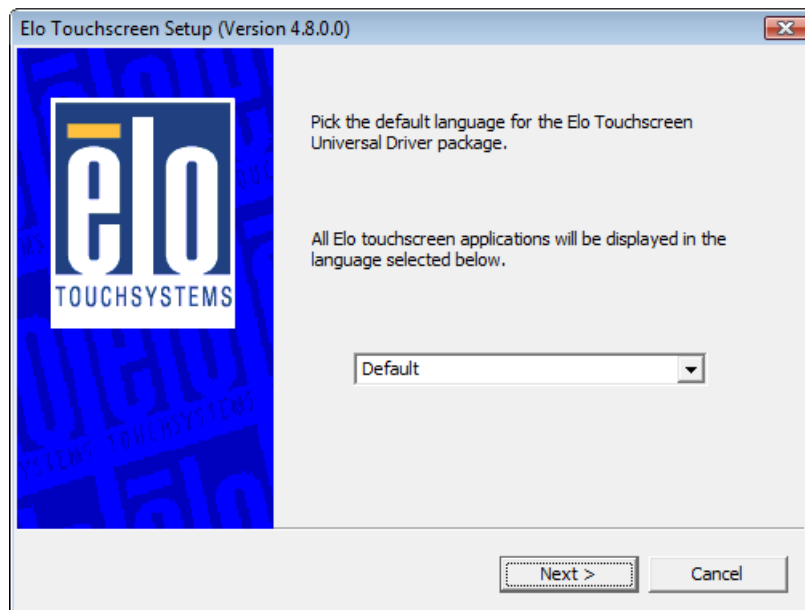 Elo Touchscreen Setup (Version 4.8.0.0)
Pick the default language for the Elo Touchscreen
Universal Driver package.
All Elo touchscreen applications will be displayed in the
language selected below.
ēlo
TOUCHSYSTEMS
Default
Next >
Cancel